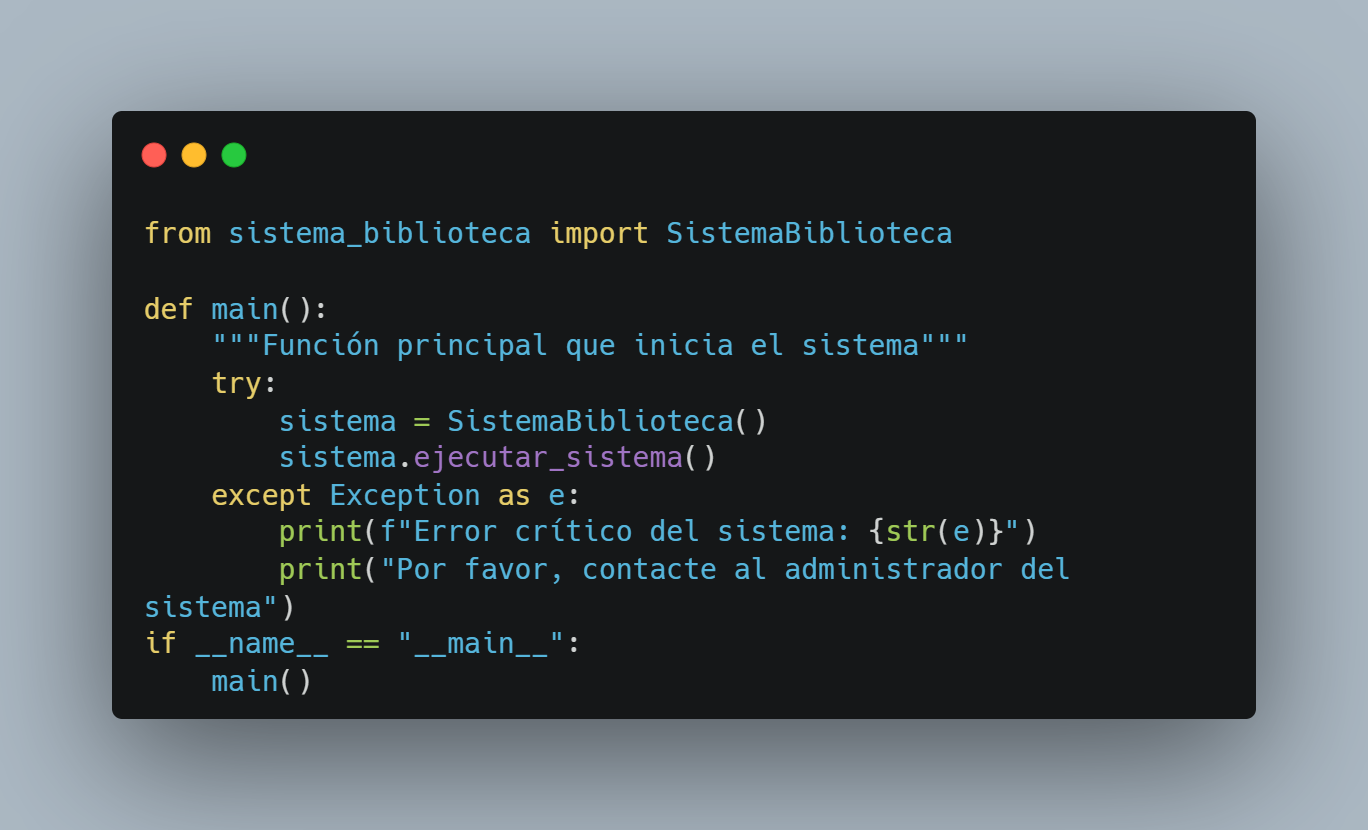 from sistema_biblioteca import SistemaBiblioteca

def main():
    """Función principal que inicia el sistema"""
    try:
        sistema = SistemaBiblioteca()
        sistema.ejecutar_sistema()
    except Exception as e:
        print(f"Error crítico del sistema: {str(e)}")
        print("Por favor, contacte al administrador del
sistema")
if __name__ == "__main__":
    main()